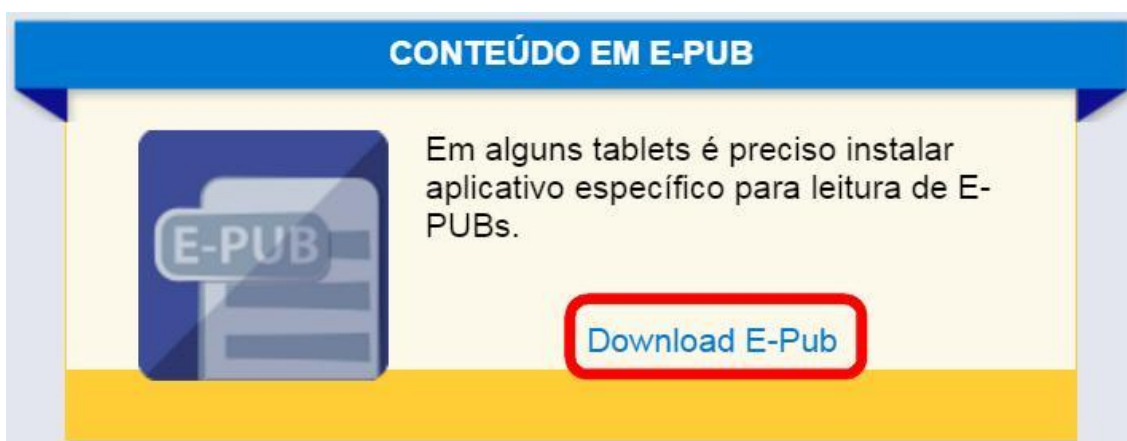 CONTEÚDO EM E-PUB
Em alguns tablets é preciso instalar
aplicativo específico para leitura de E-
PUBs.
E-PUB
Download E-Pub